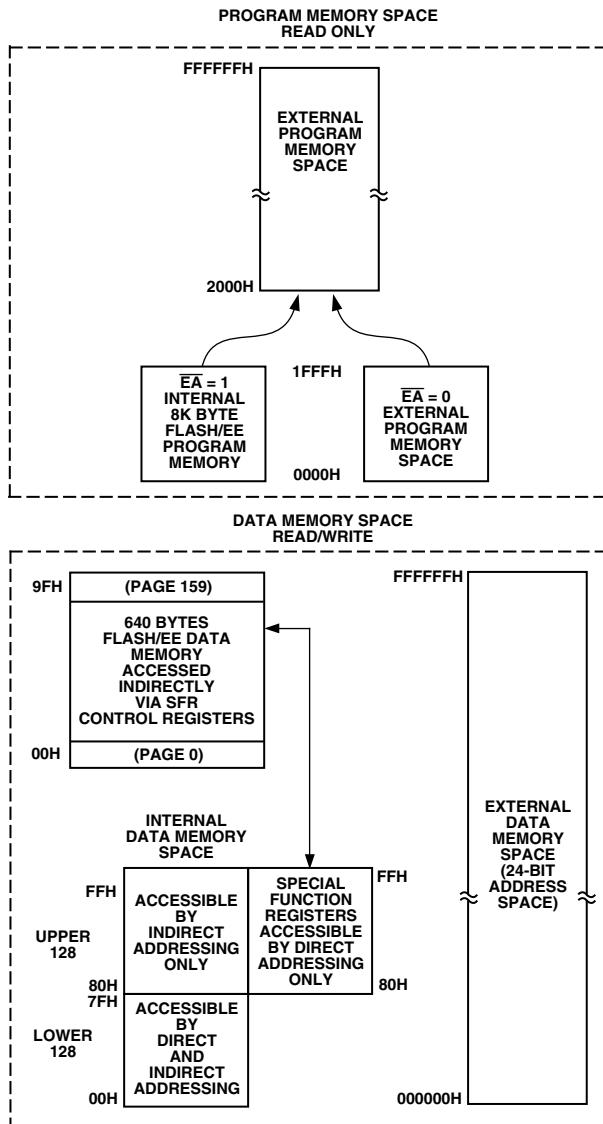 PROGRAM MEMORY SPACE
READ ONLY
FFFFFFH
EXTERNAL
PROGRAM
MEMORY
SPACE
2000H
EA = 1
INTERNAL
8K BYTE
FLASH/EE
PROGRAM
MEMORY
1FFFH
0000H
EA = 0
EXTERNAL
PROGRAM
MEMORY
SPACE
DATA MEMORY SPACE
READ/WRITE
9FH
(PAGE 159)
640 BYTES
FLASH/EE DATA
MEMORY
ACCESSED
INDIRECTLY
VIA SFR
CONTROL REGISTERS
00H
(PAGE 0)
INTERNAL
DATA MEMORY
SPACE
FFH
UPPER
128
80H
ACCESSIBLE
BY
INDIRECT
ADDRESSING
ONLY
SPECIAL
FUNCTION
REGISTERS
ACCESSIBLE
BY DIRECT
ADDRESSING
ONLY
FFH
80H
7FH
LOWER
128
00H
ACCESSIBLE
BY
DIRECT
AND
INDIRECT
ADDRESSING
FFFFFFH
EXTERNAL
DATA
MEMORY
SPACE
(24-BIT
ADDRESS
SPACE)
000000H